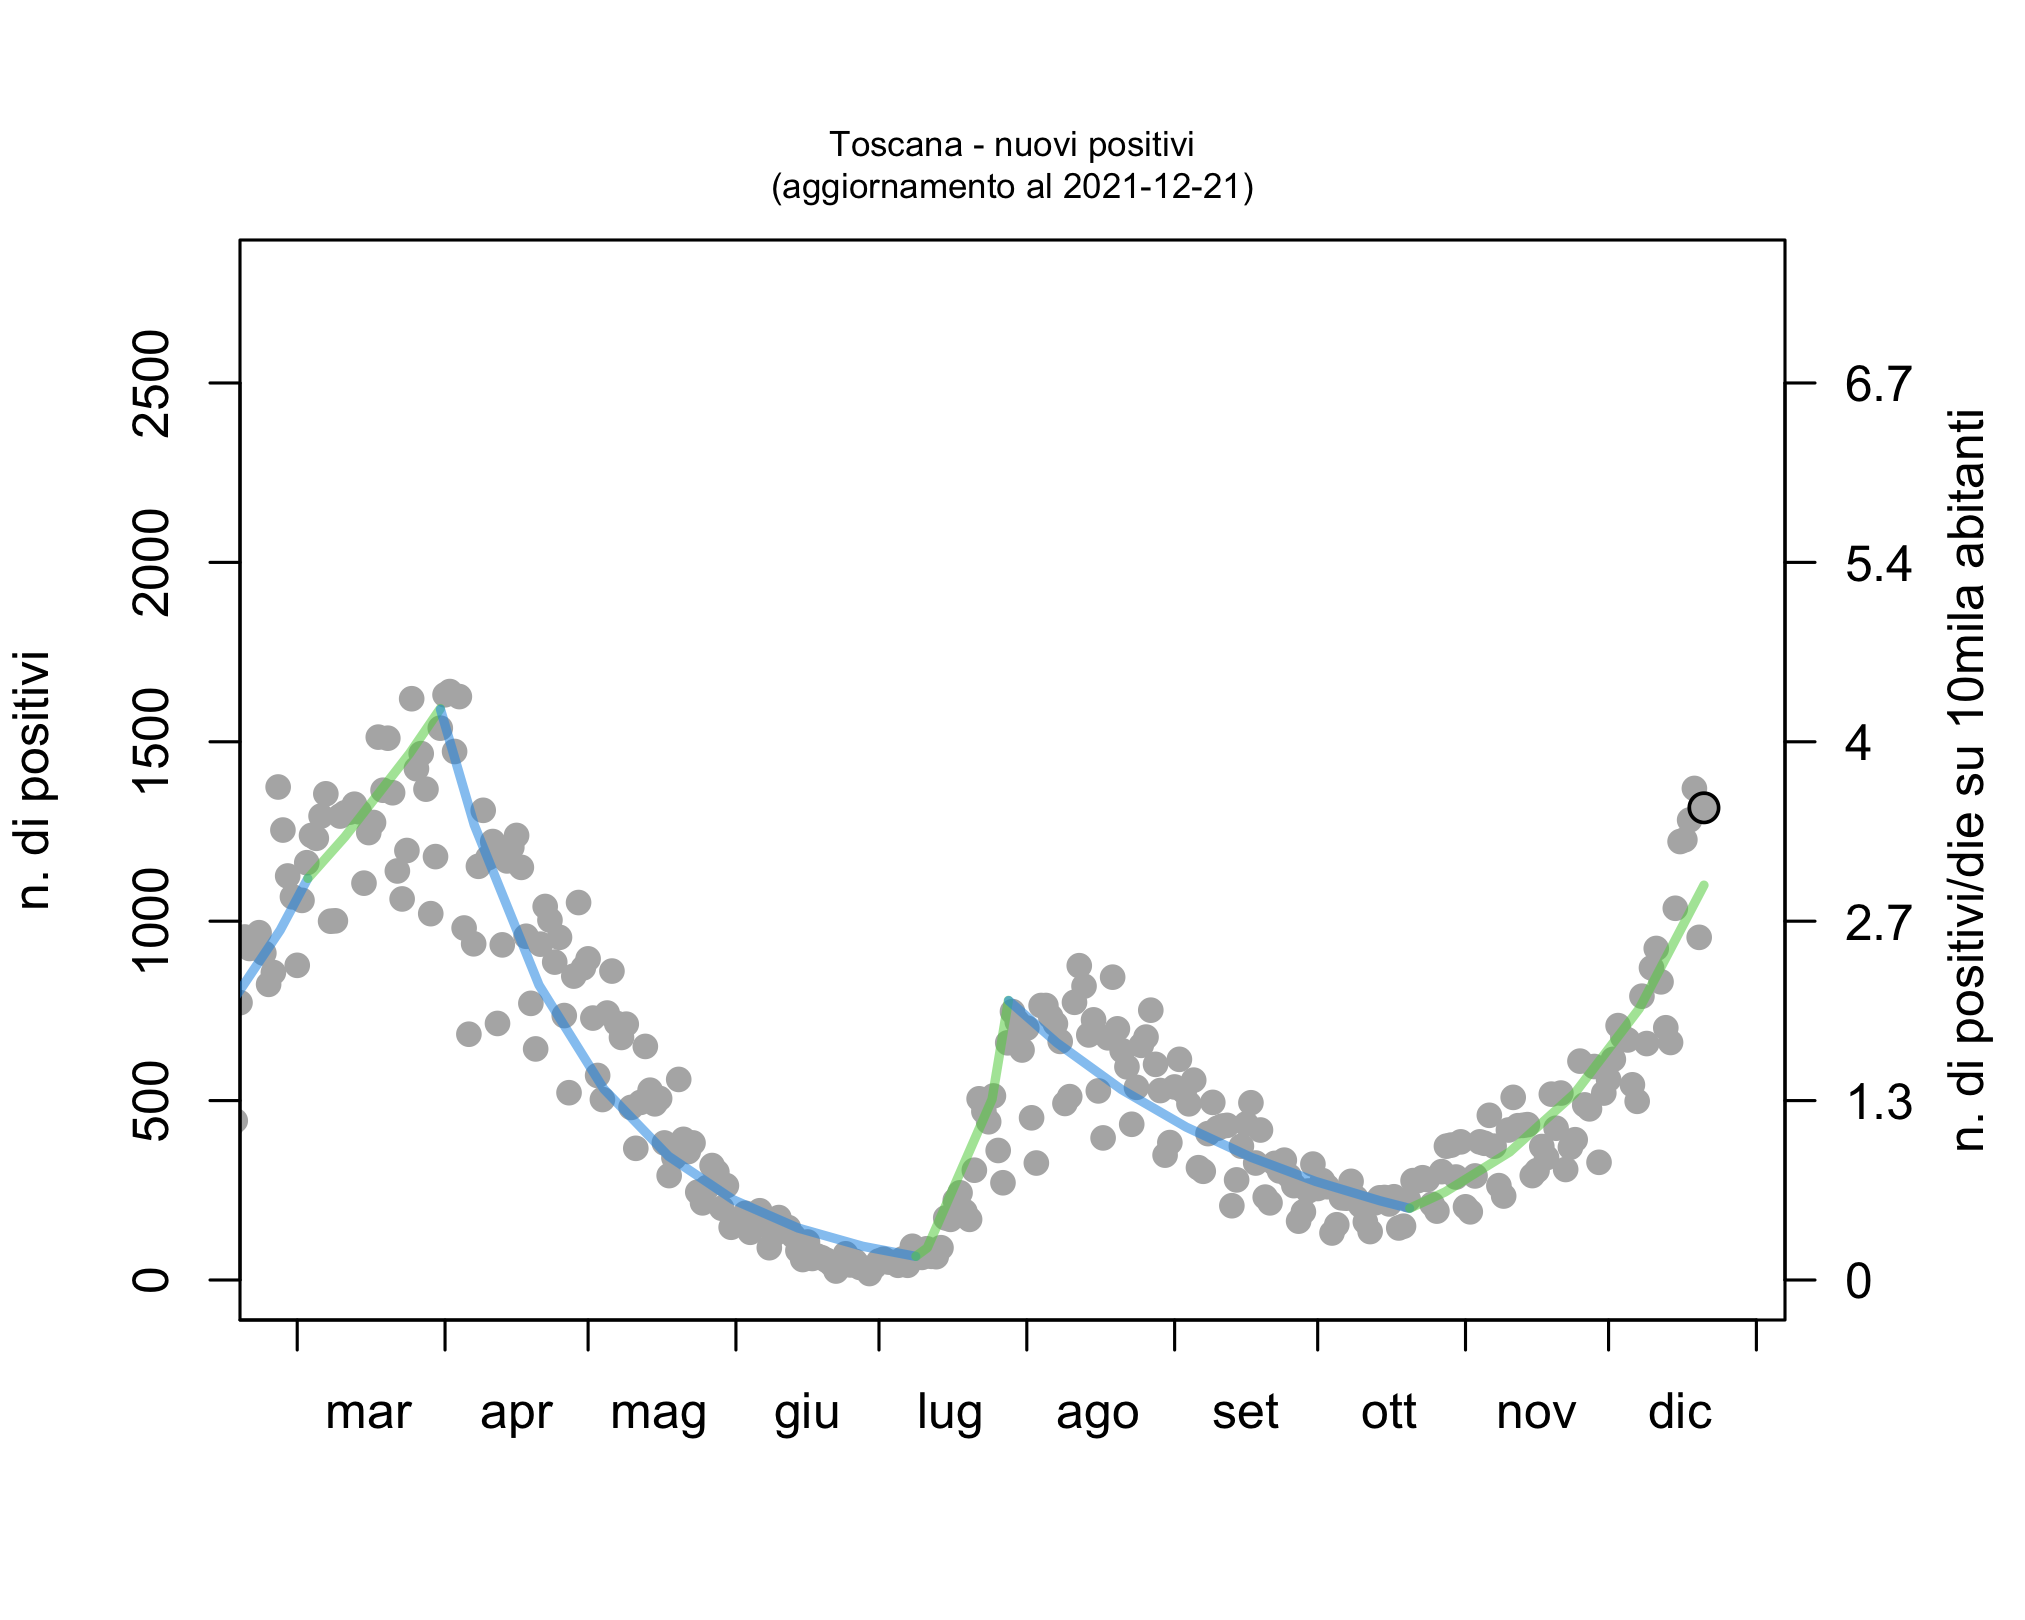 Toscana - nuovi positivi
(aggiornamento al 2021-12-21)
n. di positivi
2500
2000
1500
1000
500
0
6.7
5.4
4
2.7
1.3
0
n. di positivi/die su 10mila abitanti
mar apr mag giu lug ago set ott nov dic